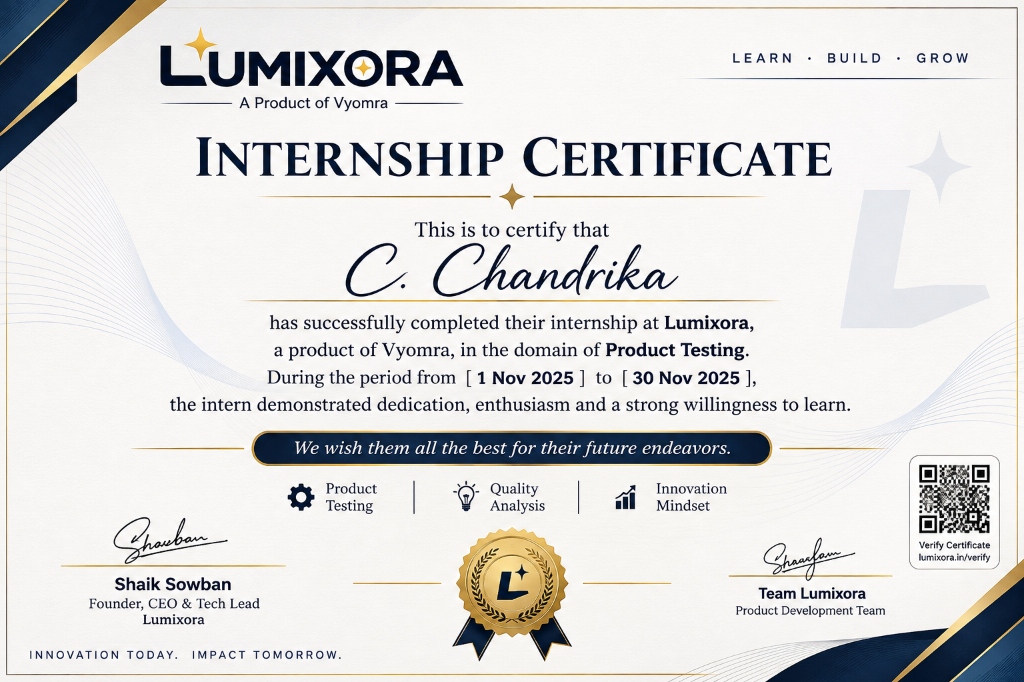 LUMIXORA
A Product of Vyomra
LEARN · BUILD · GROW
INTERNSHIP CERTIFICATE
This is to certify that
C. Chandrika
has successfully completed their internship at Lumixora,
a product of Vyomra, in the domain of Product Testing.
During the period from [ 1 Nov 2025 ] to [ 30 Nov 2025 ],
the intern demonstrated dedication, enthusiasm and a strong willingness to learn.
We wish them all the best for their future endeavors.
Product
Testing
Quality
Analysis
Innovation
Mindset
Shaik Sowban
Founder, CEO & Tech Lead
Lumixora
Team Lumixora
Product Development Team
Verify Certificate
lumixora.in/verify
INNOVATION TODAY. IMPACT TOMORROW.